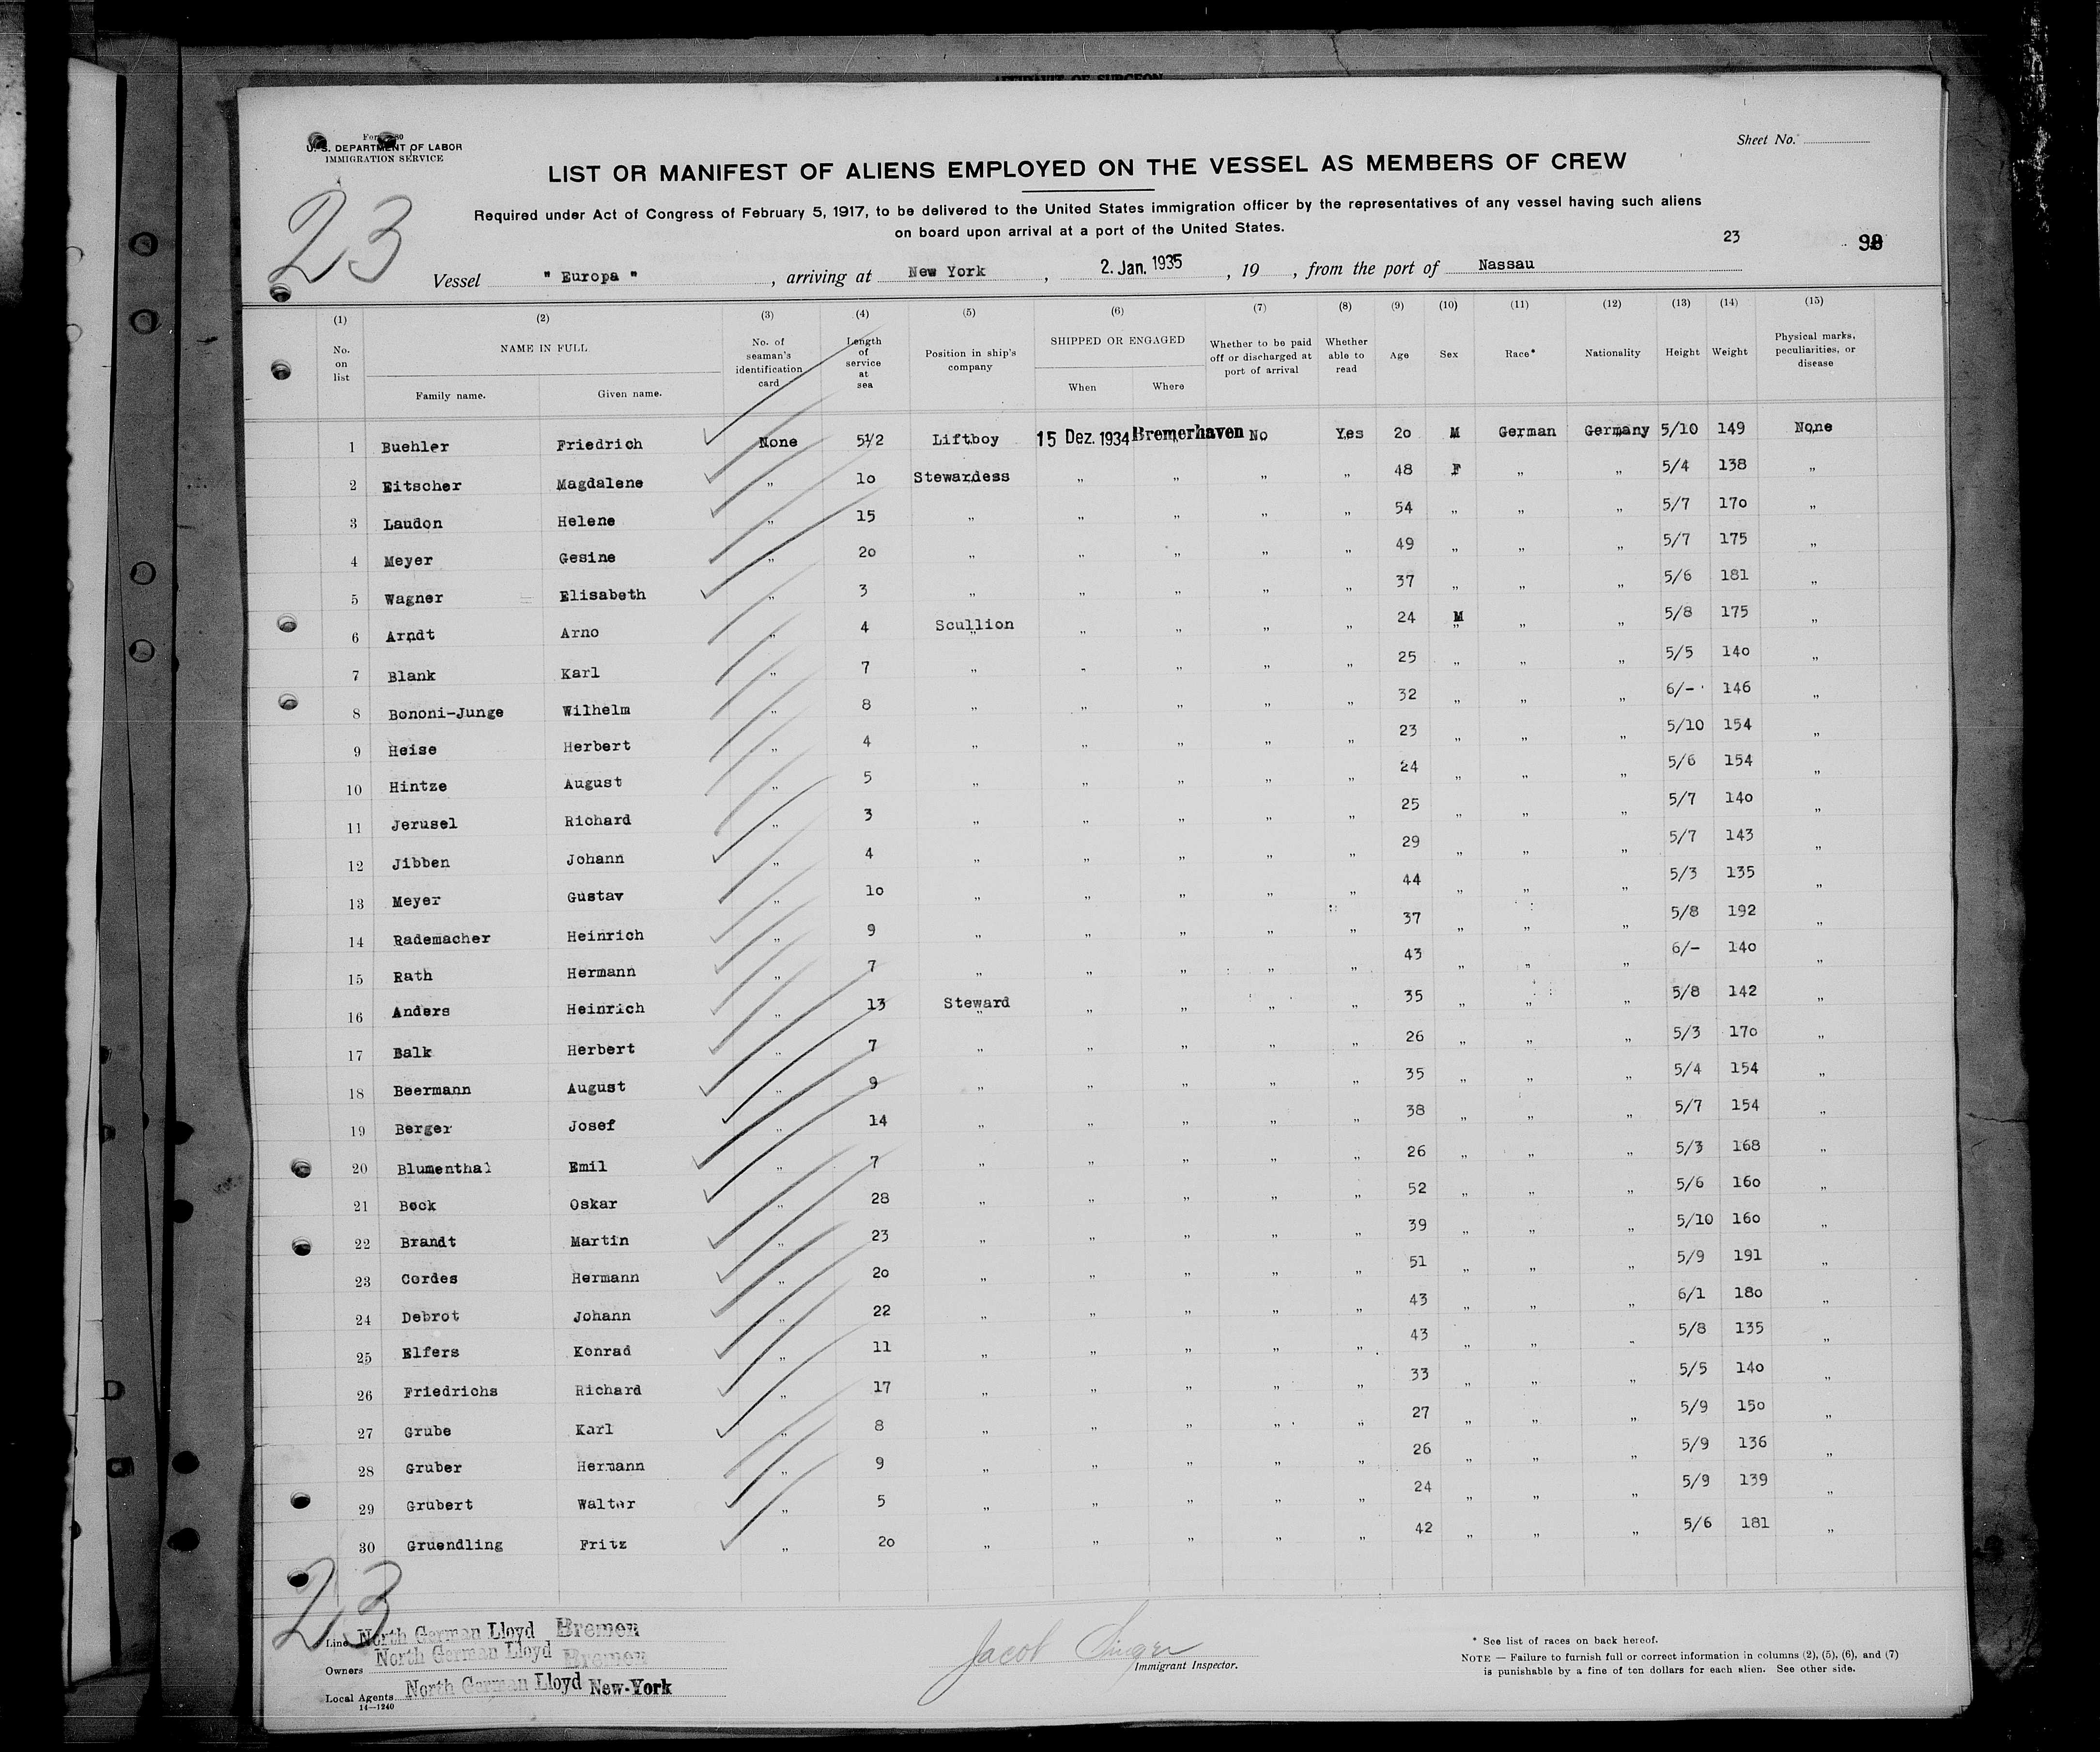 AFFIDAVIT OF SURGEON
U. S. DEPARTMENT OF LABOR
IMMIGRATION SERVICE
Sheet No.
LIST OR MANIFEST OF ALIENS EMPLOYED ON THE VESSEL AS MEMBERS OF CREW
Required under Act of Congress of February 5, 1917, to be delivered to the United States immigration officer by the representatives of any vessel having such aliens
on board upon arrival at a port of the United States.
23
23
Vessel " Europa " , arriving at New York , 2. Jan. 1935 , 19 , from the port of Nassau
(1) (2) (3) (4) (5) (6) (7) (8) (9) (10) (11) (12) (13) (14) (15)
No. on list NAME IN FULL Family name. Given name. No. of seaman's identification card Length of service at sea Position in ship's company SHIPPED OR ENGAGED When Where Whether to be paid off or discharged at port of arrival Whether able to read Age Sex Race* Nationality Height Weight Physical marks, peculiarities, or disease
1 Buehler Friedrich None 5½ Liftboy 15 Dez. 1934 Bremerhaven No Yes 20 M German Germany 5/10 149 None
2 Eitscher Magdalene " 10 Stewardess " " " " 48 F " " 5/4 138 "
3 Laudon Helene " 15 " " " " " 54 " " " 5/7 170 "
4 Meyer Gesine " 20 " " " " " 49 " " " 5/7 175 "
5 Wagner Elisabeth " 3 " " " " " 37 " " " 5/6 181 "
6 Arndt Arno " 4 Scullion " " " " 24 M " " 5/8 175 "
7 Blank Karl " 7 " " " " " 25 " " " 5/5 140 "
8 Bononi-Junge Wilhelm " 8 " " " " " 32 " " " 6/- 146 "
9 Heise Herbert " 4 " " " " " 23 " " " 5/10 154 "
10 Hintze August " 5 " " " " " 24 " " " 5/6 154 "
11 Jerusel Richard " 3 " " " " " 25 " " " 5/7 140 "
12 Jibben Johann " 4 " " " " " 29 " " " 5/7 143 "
13 Meyer Gustav " 10 " " " " " 44 " " " 5/3 135 "
14 Rademacher Heinrich " 9 " " " " " 37 " " " 5/8 192 "
15 Rath Hermann " 7 " " " " " 43 " " " 6/- 140 "
16 Anders Heinrich " 13 Steward " " " " 35 " " " 5/8 142 "
17 Balk Herbert " 7 " " " " " 26 " " " 5/3 170 "
18 Beermann August " 9 " " " " " 35 " " " 5/4 154 "
19 Berger Josef " 14 " " " " " 38 " " " 5/7 154 "
20 Blumenthal Emil " 7 " " " " " 26 " " " 5/3 168 "
21 Bock Oskar " 28 " " " " " 52 " " " 5/6 160 "
22 Brandt Martin " 23 " " " " " 39 " " " 5/10 160 "
23 Cordes Hermann " 20 " " " " " 51 " " " 5/9 191 "
24 Debrot Johann " 22 " " " " " 43 " " " 6/1 180 "
25 Elfers Konrad " 11 " " " " " 43 " " " 5/8 135 "
26 Friedrichs Richard " 17 " " " " " 33 " " " 5/5 140 "
27 Grube Karl " 8 " " " " " 27 " " " 5/9 150 "
28 Gruber Hermann " 9 " " " " " 26 " " " 5/9 136 "
29 Grubert Walter " 5 " " " " " 24 " " " 5/9 139 "
30 Gruendling Fritz " 20 " " " " " 42 " " " 5/6 181 "
23
Line North German Lloyd Bremen
Owners North German Lloyd Bremen
Local Agents North German Lloyd New-York
14—1240
Jacob Singer
Immigrant Inspector.
* See list of races on back hereof.
NOTE — Failure to furnish full or correct information in columns (2), (5), (6), and (7)
is punishable by a fine of ten dollars for each alien. See other side.